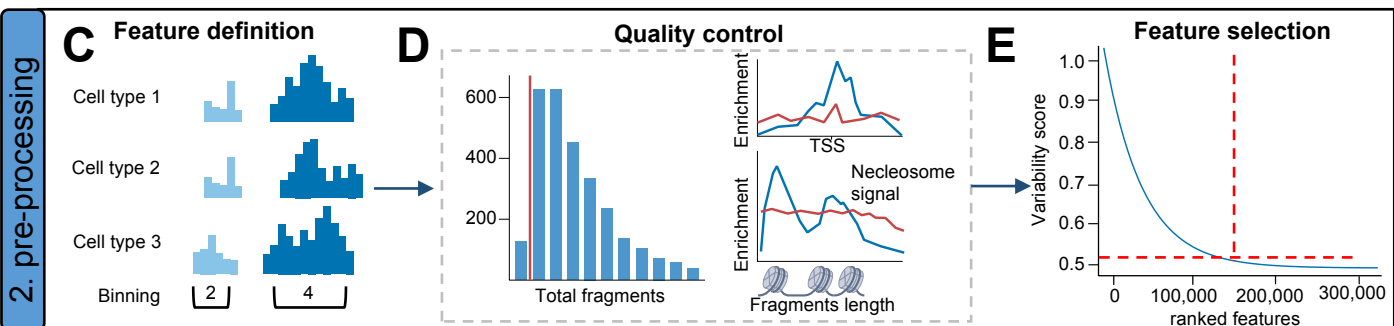 2. pre-processing
C
Feature definition
Cell type 1
Cell type 2
Cell type 3
Binning
2
4
D
Quality control
600
400
200
Total fragments
Enrichment
TSS
Enrichment
Necleosome
signal
Fragments length
E
Feature selection
Variability score
1.0
0.9
0.8
0.7
0.6
0.5
0
100,000
200,000
300,000
ranked features